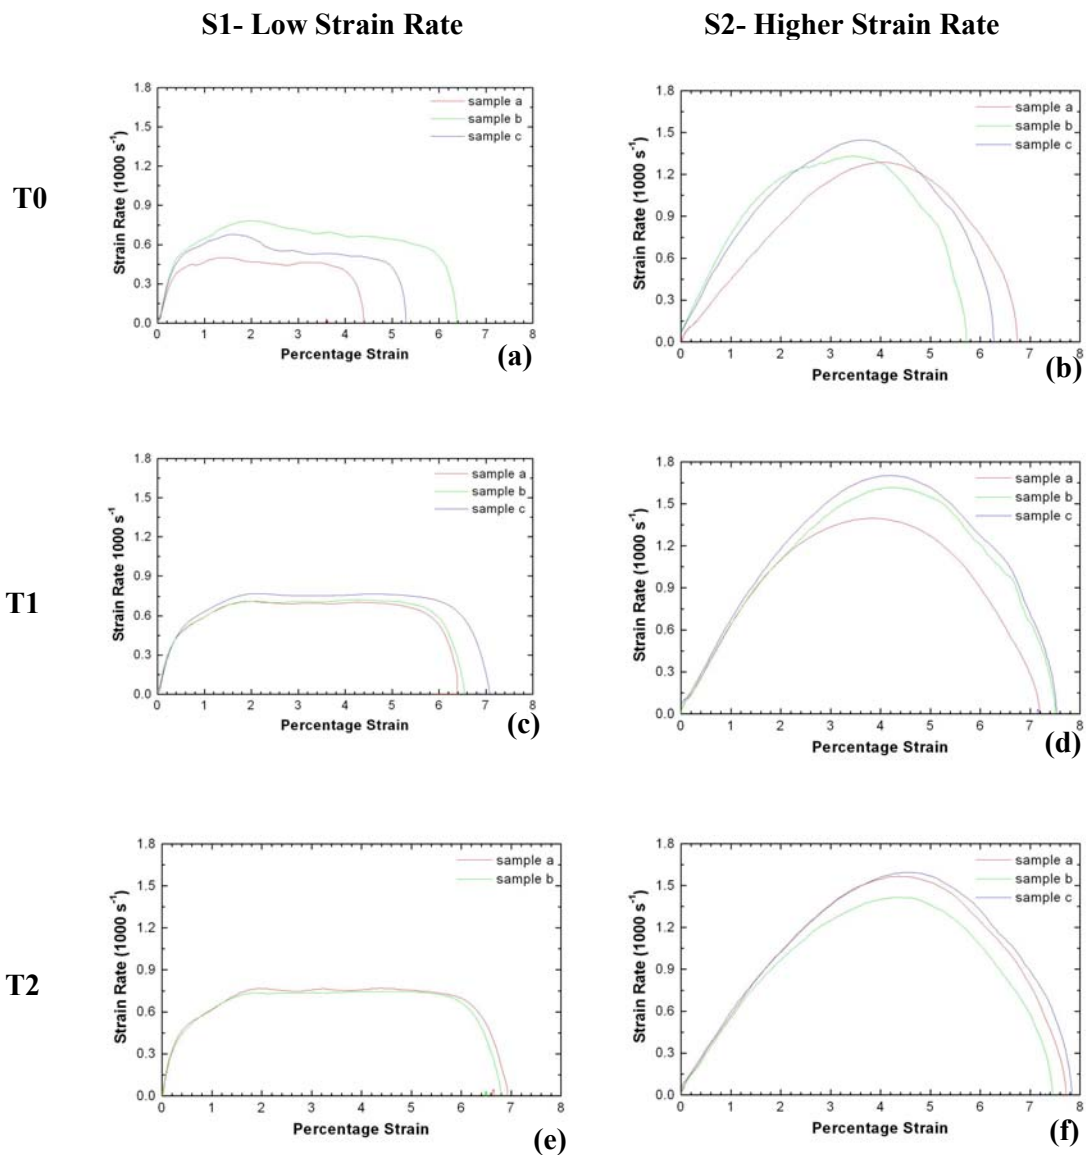 S1- Low Strain Rate
S2- Higher Strain Rate
T0
1.8
1.5
1.2
0.9
0.6
0.3
0.0
Strain Rate (1000 s⁻¹)
sample a
sample b
sample c
0 1 2 3 4 5 6 7 8
Percentage Strain
(a)
1.8
1.5
1.2
0.9
0.6
0.3
0.0
Strain Rate (1000 s⁻¹)
sample a
sample b
sample c
0 1 2 3 4 5 6 7 8
Percentage Strain
(b)
T1
1.8
1.5
1.2
0.9
0.6
0.3
0.0
Strain Rate 1000 s⁻¹
sample a
sample b
sample c
0 1 2 3 4 5 6 7 8
Percentage Strain
(c)
1.8
1.5
1.2
0.9
0.6
0.3
0.0
Strain Rate (1000 s⁻¹)
sample a
sample b
sample c
0 1 2 3 4 5 6 7 8
Percentage Strain
(d)
T2
1.8
1.5
1.2
0.9
0.6
0.3
0.0
Strain Rate (1000 s⁻¹)
sample a
sample b
0 1 2 3 4 5 6 7 8
Percentage Strain
(e)
1.8
1.5
1.2
0.9
0.6
0.3
0.0
Strain Rate (1000 s⁻¹)
sample a
sample b
sample c
0 1 2 3 4 5 6 7 8
Percentage Strain
(f)